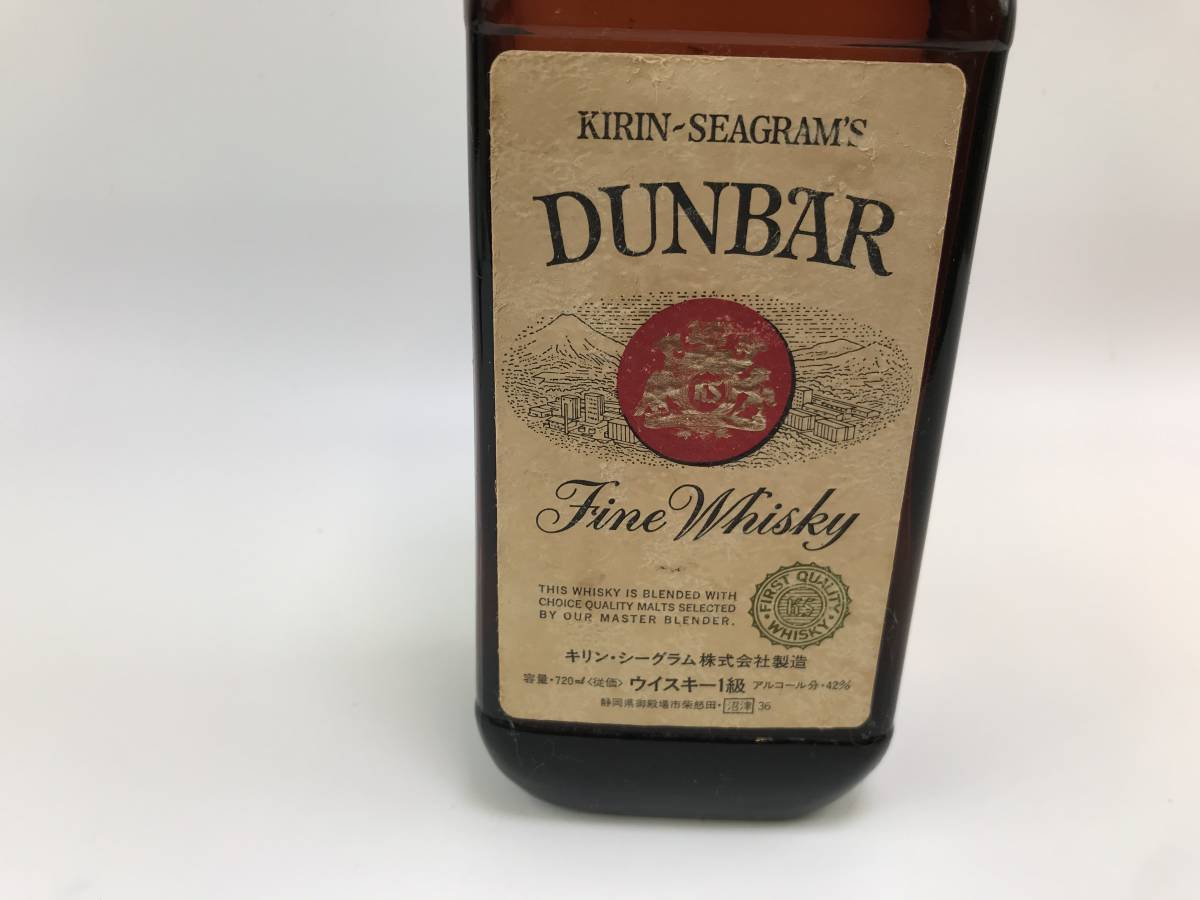 KIRIN~SEAGRAM'S
DUNBAR
KS
Fine Whisky
THIS WHISKY IS BLENDED WITH
CHOICE QUALITY MALTS SELECTED
BY OUR MASTER BLENDER.
FIRST QUALITY
KS
WHISKY
キリン・シーグラム株式会社製造
容量・720ml〈従価〉ウイスキー1級 アルコール分・42%
静岡県御殿場市柴怒田・沼津 36